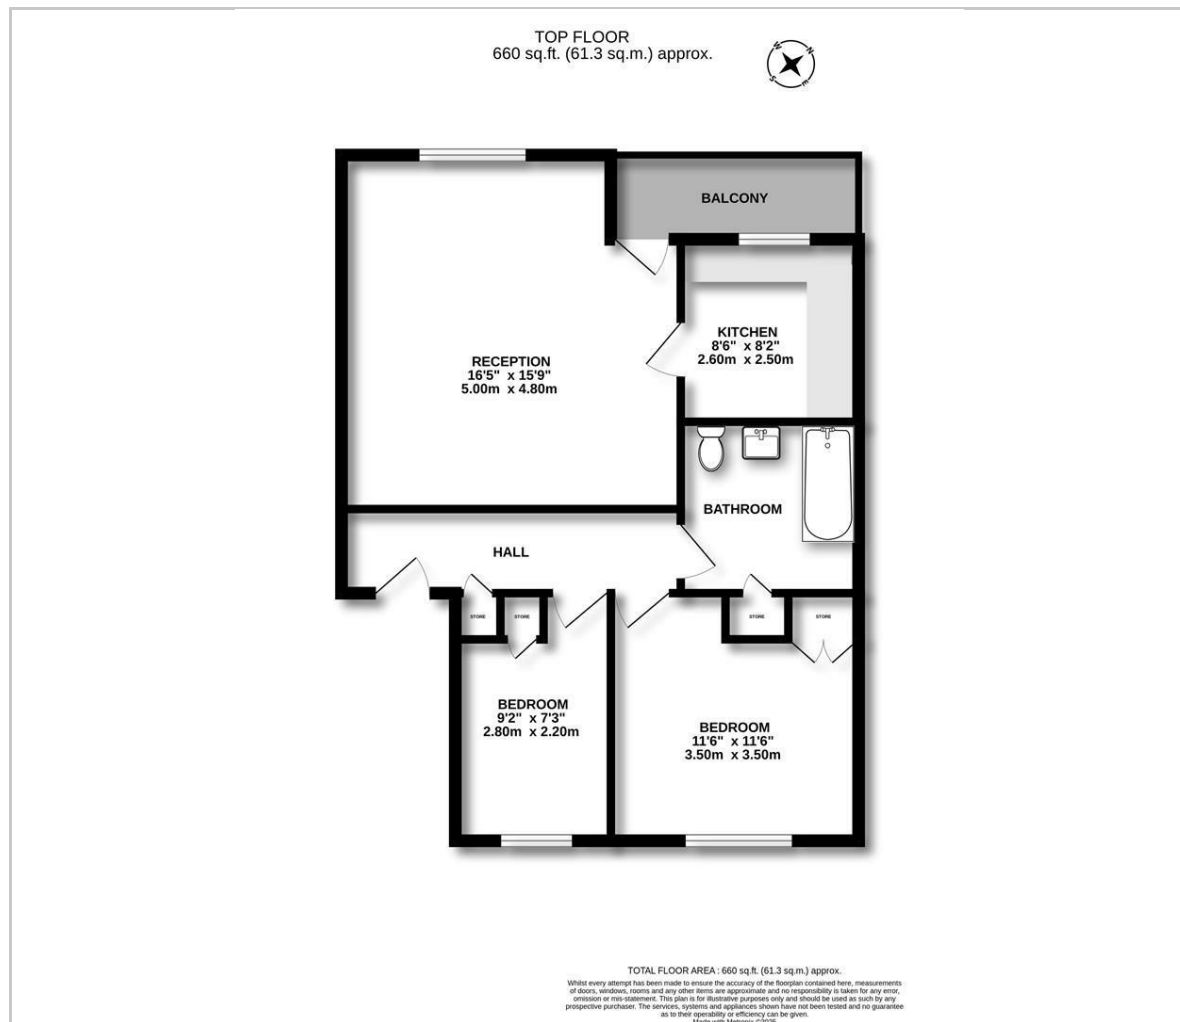 TOP FLOOR
660 sq.ft. (61.3 sq.m.) approx.
N
W
E
S
BALCONY
KITCHEN
8'6" x 8'2"
2.60m x 2.50m
RECEPTION
16'5" x 15'9"
5.00m x 4.80m
BATHROOM
HALL
STORE
STORE
STORE
STORE
BEDROOM
9'2" x 7'3"
2.80m x 2.20m
BEDROOM
11'6" x 11'6"
3.50m x 3.50m
TOTAL FLOOR AREA : 660 sq.ft. (61.3 sq.m.) approx.
Whilst every attempt has been made to ensure the accuracy of the floorplan contained here, measurements
of doors, windows, rooms and any other items are approximate and no responsibility is taken for any error,
omission or mis-statement. This plan is for illustrative purposes only and should be used as such by any
prospective purchaser. The services, systems and appliances shown have not been tested and no guarantee
as to their operability or efficiency can be given.
Made with Metropix ©2025